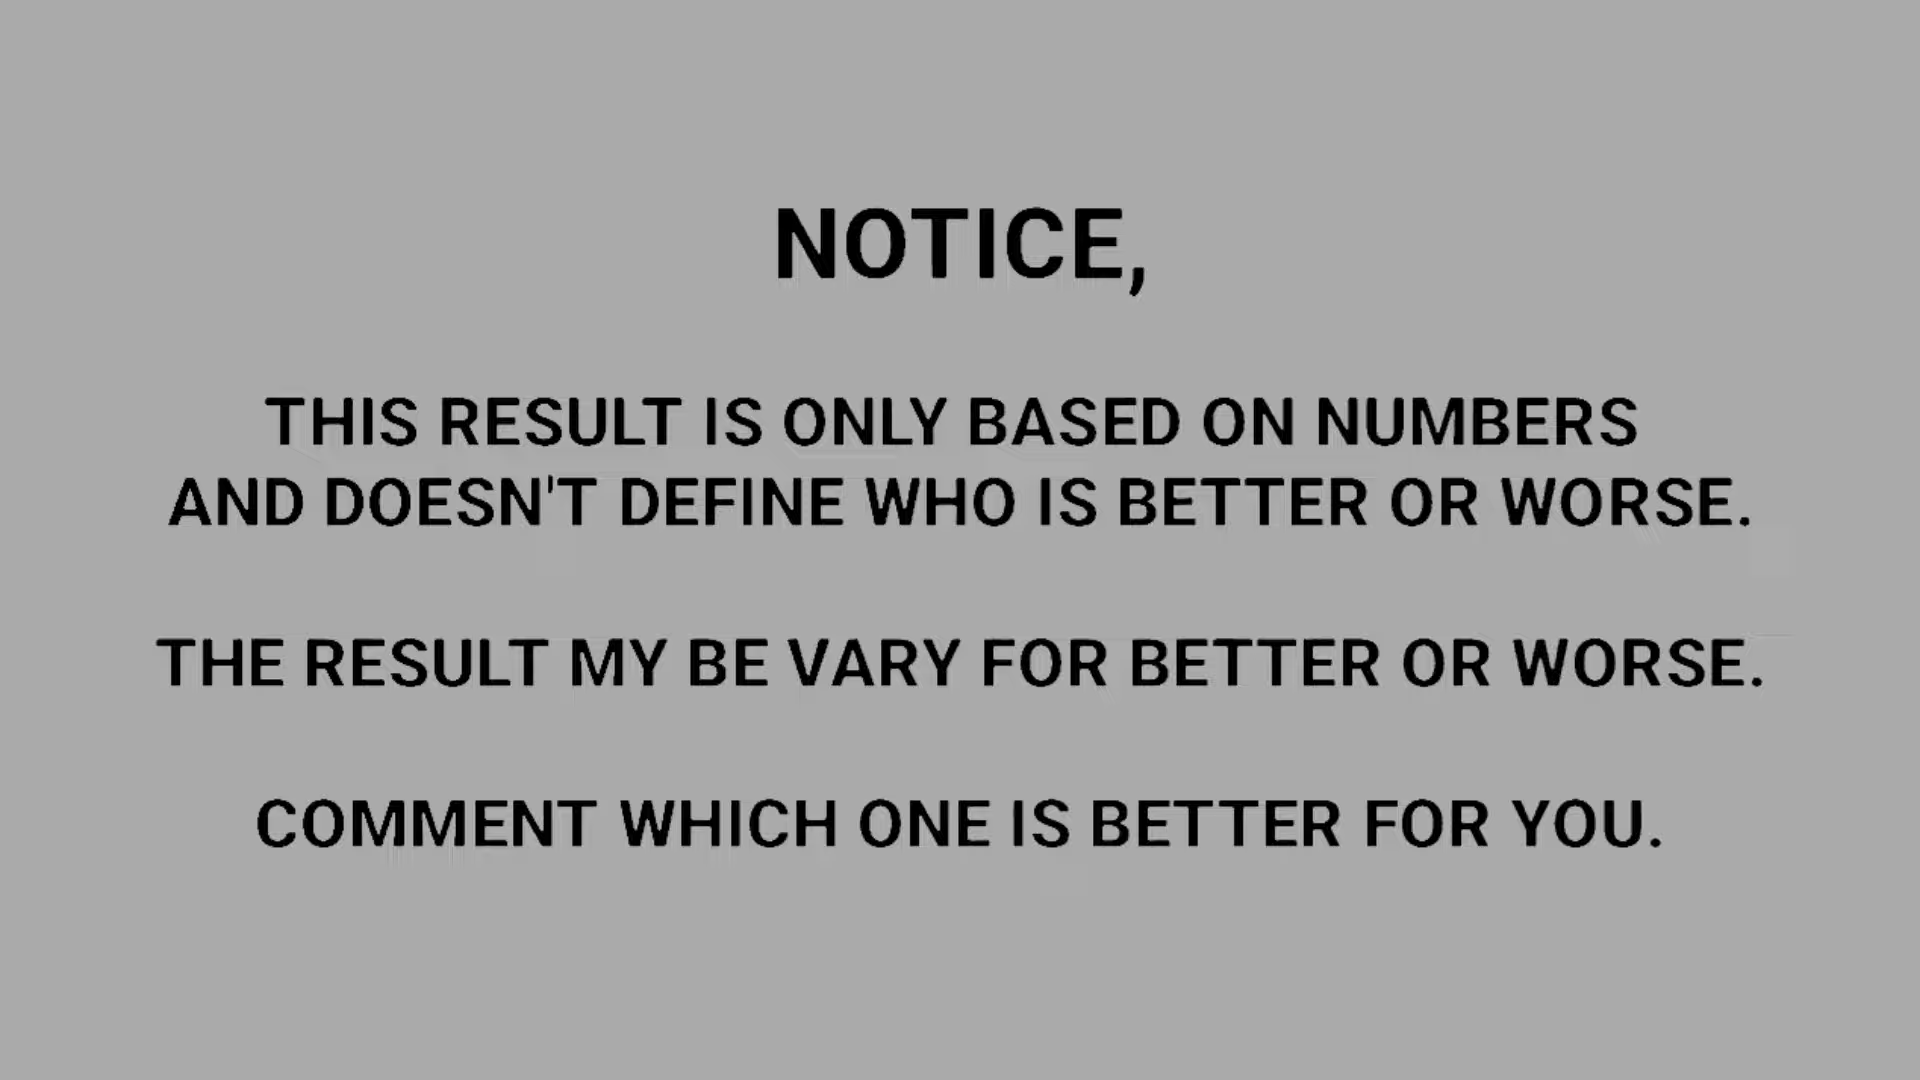 NOTICE,
THIS RESULT IS ONLY BASED ON NUMBERS
AND DOESN'T DEFINE WHO IS BETTER OR WORSE.
THE RESULT MY BE VARY FOR BETTER OR WORSE.
COMMENT WHICH ONE IS BETTER FOR YOU.